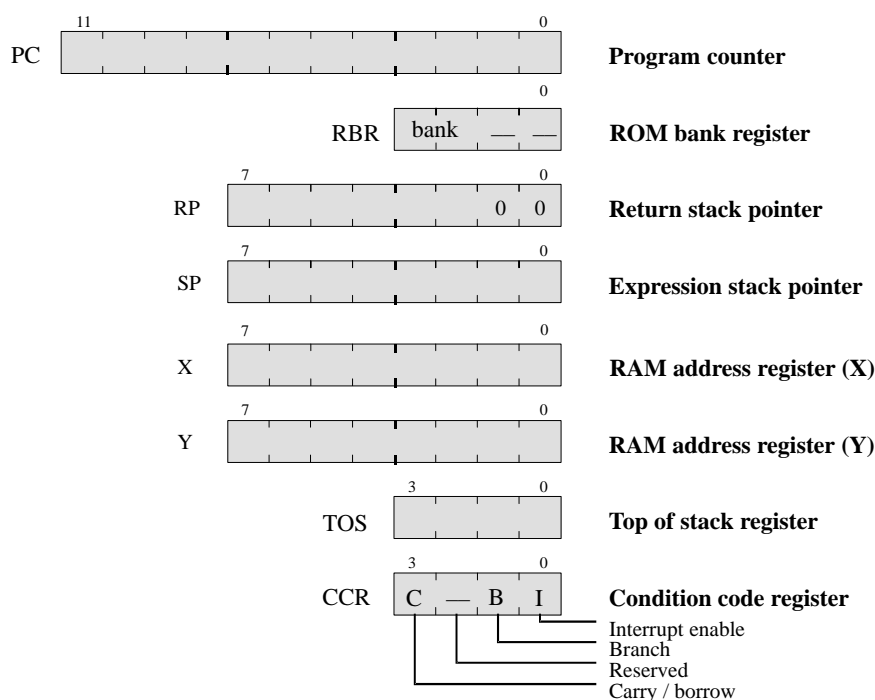 11 0
PC Program counter
0
RBR bank — — ROM bank register
7 0
RP 0 0 Return stack pointer
7 0
SP Expression stack pointer
7 0
X RAM address register (X)
7 0
Y RAM address register (Y)
3 0
TOS Top of stack register
3 0
CCR C — B I Condition code register
Interrupt enable
Branch
Reserved
Carry / borrow